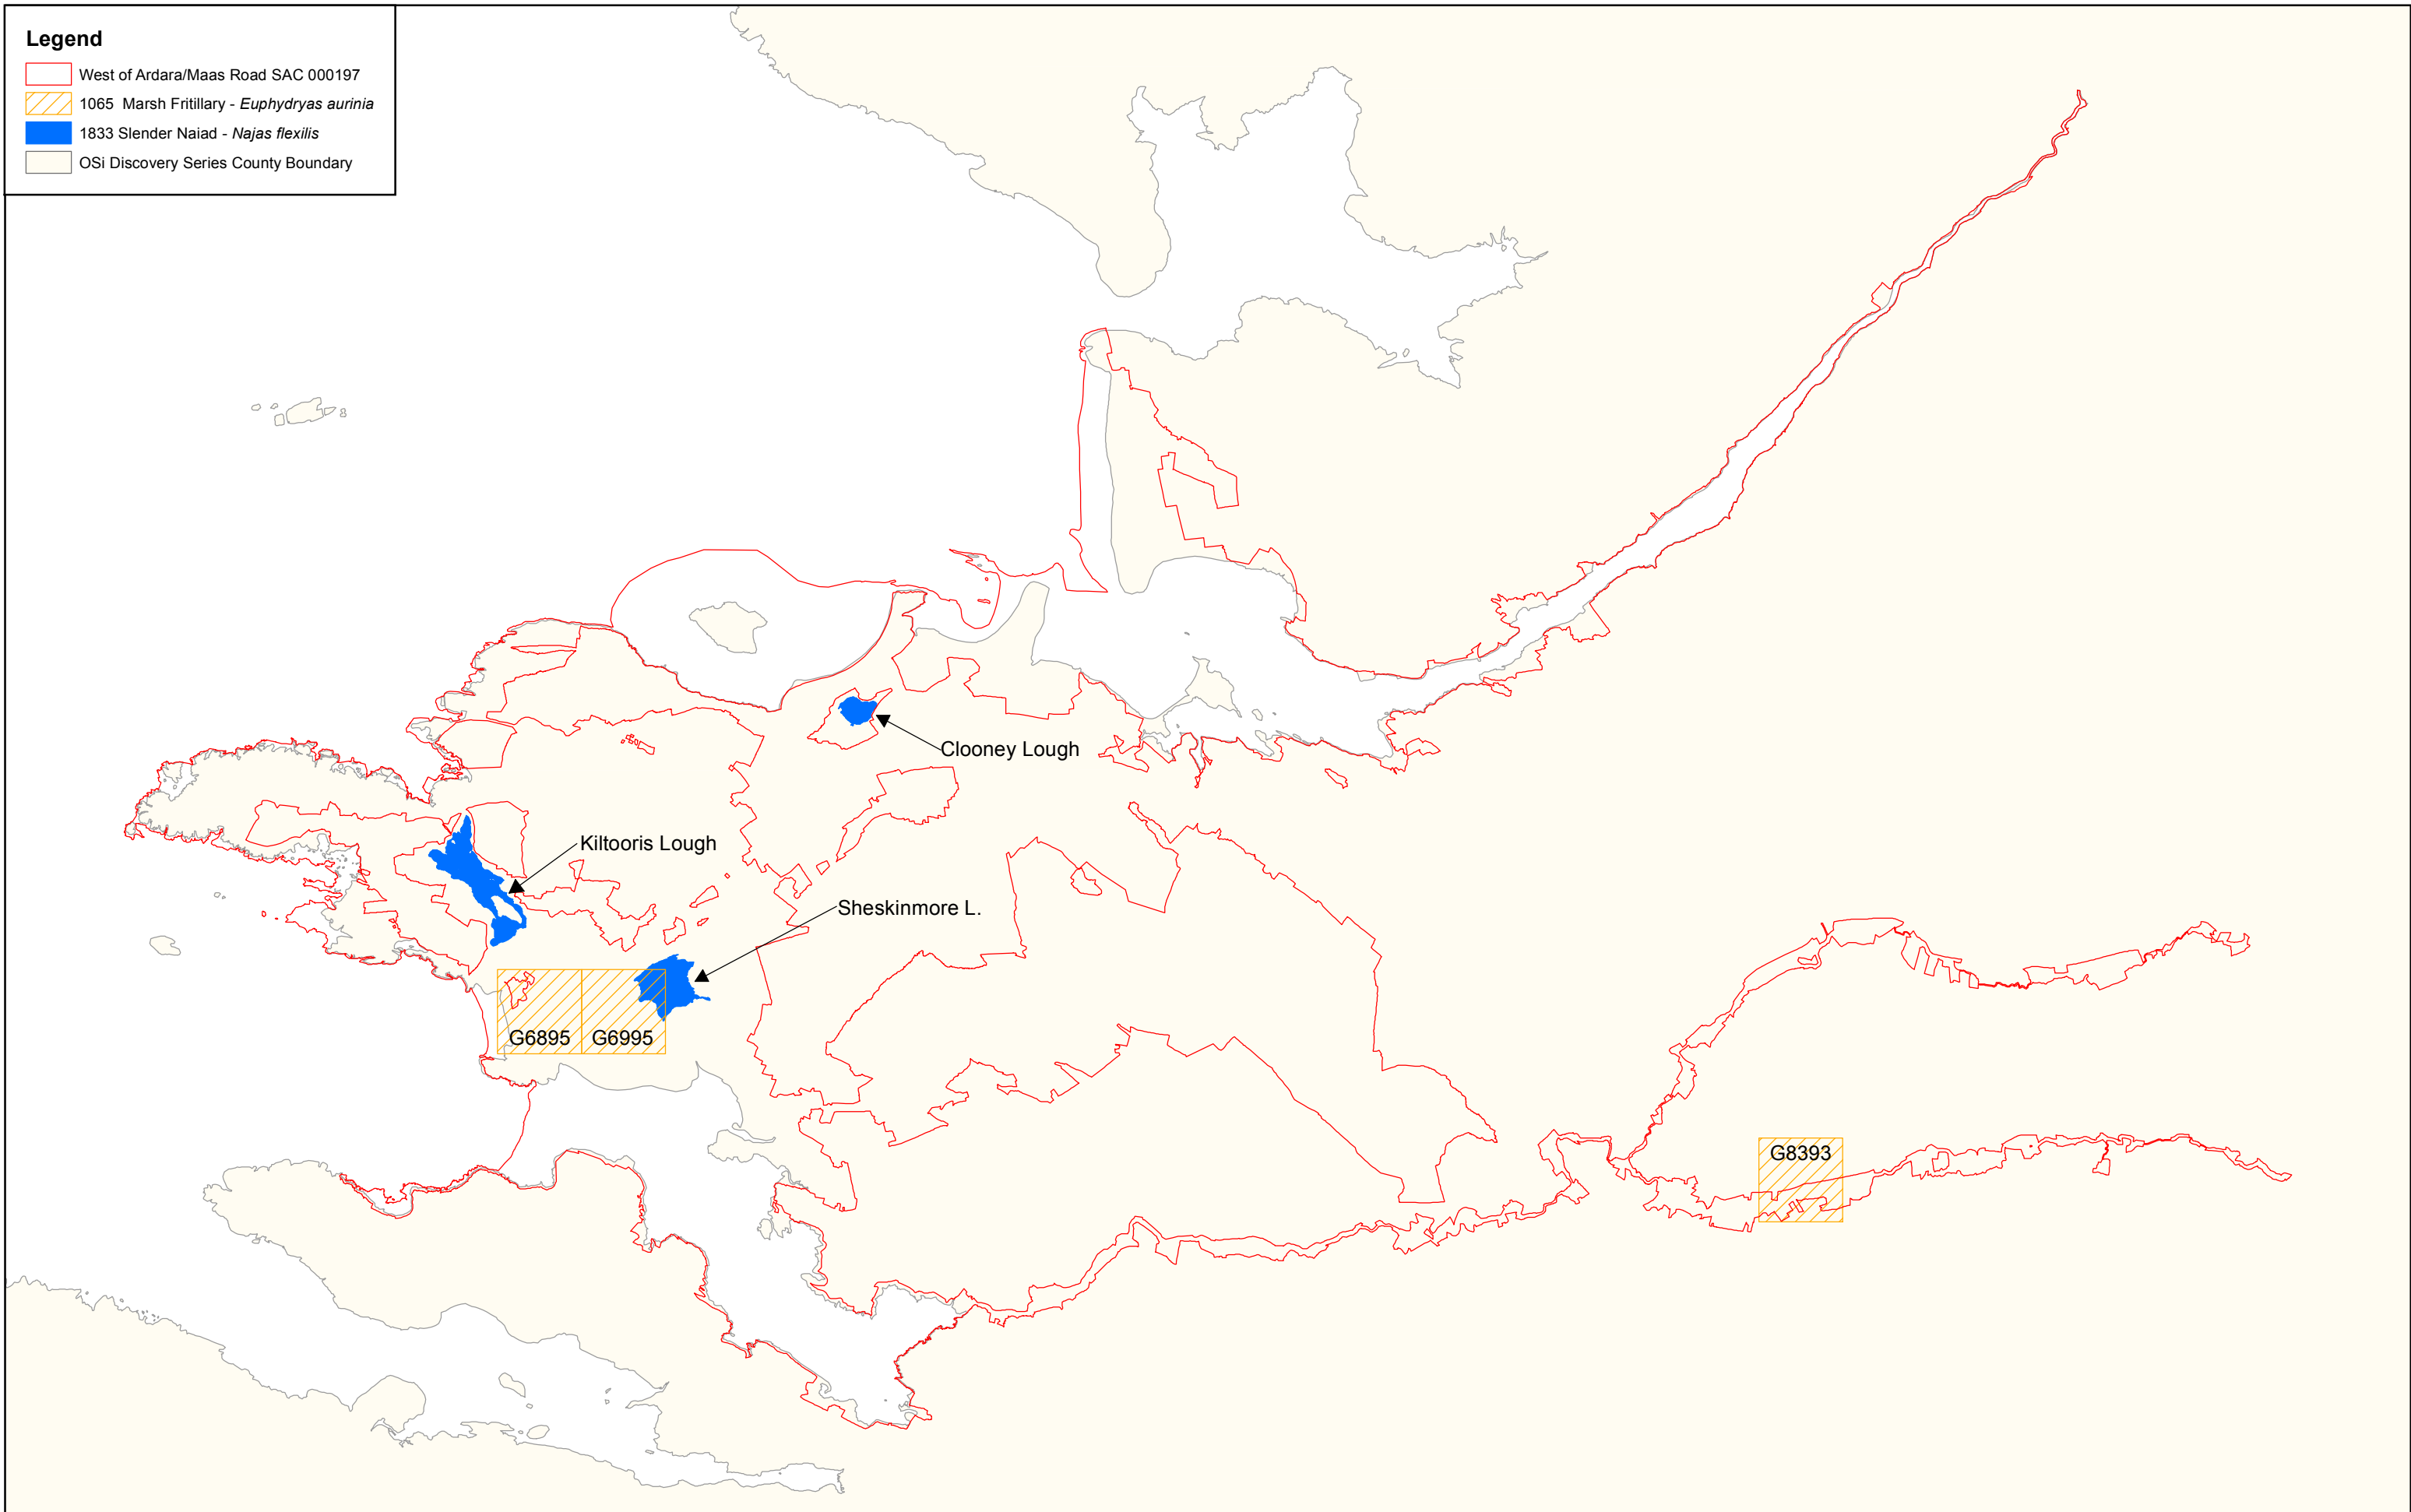 Legend
West of Ardara/Maas Road SAC 000197
1065 Marsh Fritillary - Euphydryas aurinia
1833 Slender Naiad - Najas flexilis
OSi Discovery Series County Boundary
Clooney Lough
Kiltooris Lough
Sheskinmore L.
G6895
G6995
G8393